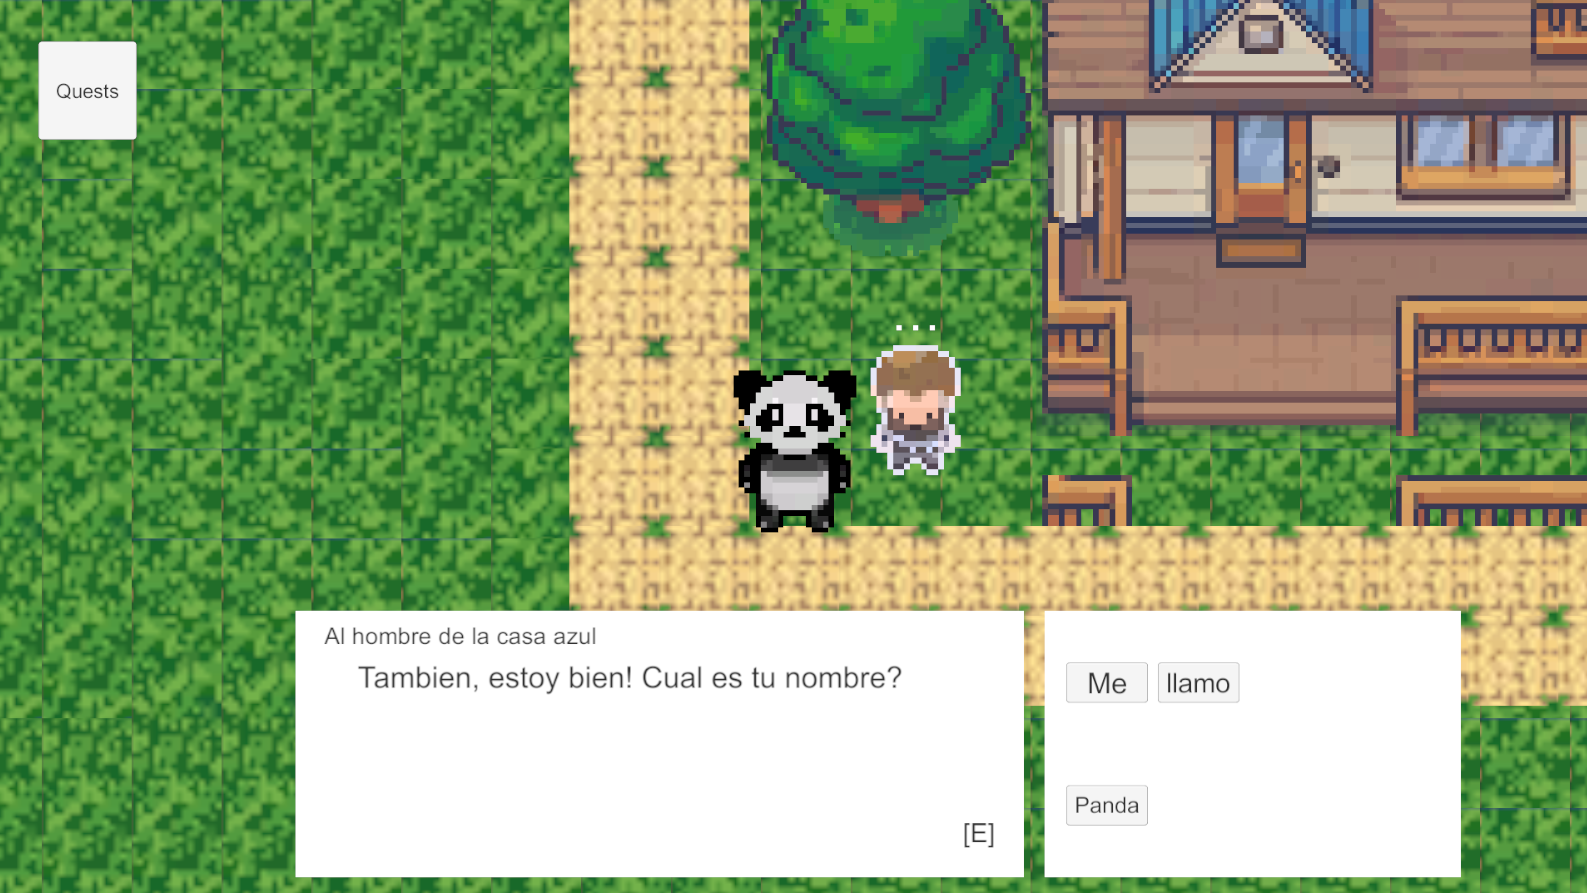 Quests
...
Al hombre de la casa azul
Tambien, estoy bien! Cual es tu nombre?
[E]
Me llamo
Panda